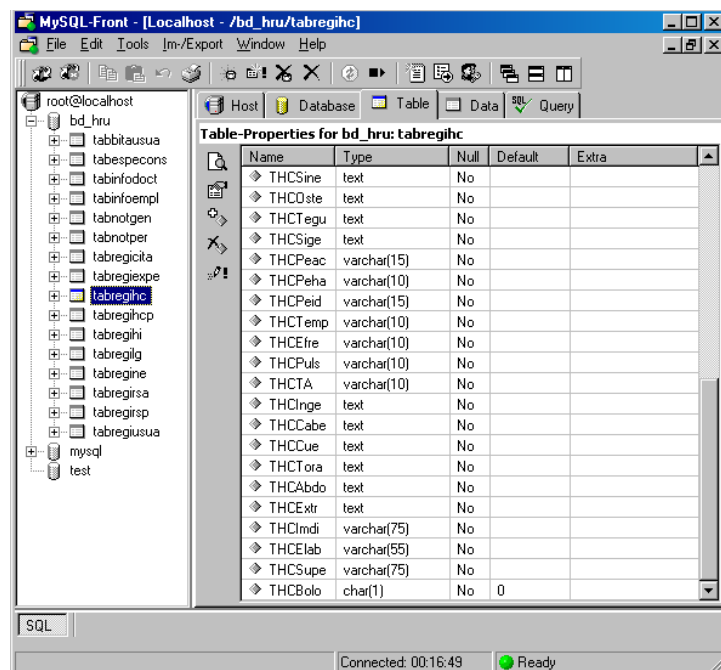 MySQL-Front - [Localhost - /bd_hru/tabregihc]
File Edit Tools Im-/Export Window Help
root@localhost
bd_hru
tabbitausua
tabespecons
tabinfodoct
tabinfoempl
tabnotgen
tabnotper
tabregicita
tabregiexpe
tabregihc
tabregihcp
tabregihi
tabregilg
tabregine
tabregirsa
tabregirsp
tabregiusua
mysql
test
Host Database Table Data SQL Query
Table-Properties for bd_hru: tabregihc
Name Type Null Default Extra
THCSine text No
THCOste text No
THCTegu text No
THCSige text No
THCPeac varchar(15) No
THCPeha varchar(10) No
THCPeid varchar(15) No
THCTemp varchar(10) No
THCEfre varchar(10) No
THCPuls varchar(10) No
THCTA varchar(10) No
THCInge text No
THCCabe text No
THCCue text No
THCTora text No
THCAbdo text No
THCExtr text No
THCImdi varchar(75) No
THCElab varchar(55) No
THCSupe varchar(75) No
THCBolo char(1) No 0
SQL
Connected: 00:16:49 Ready